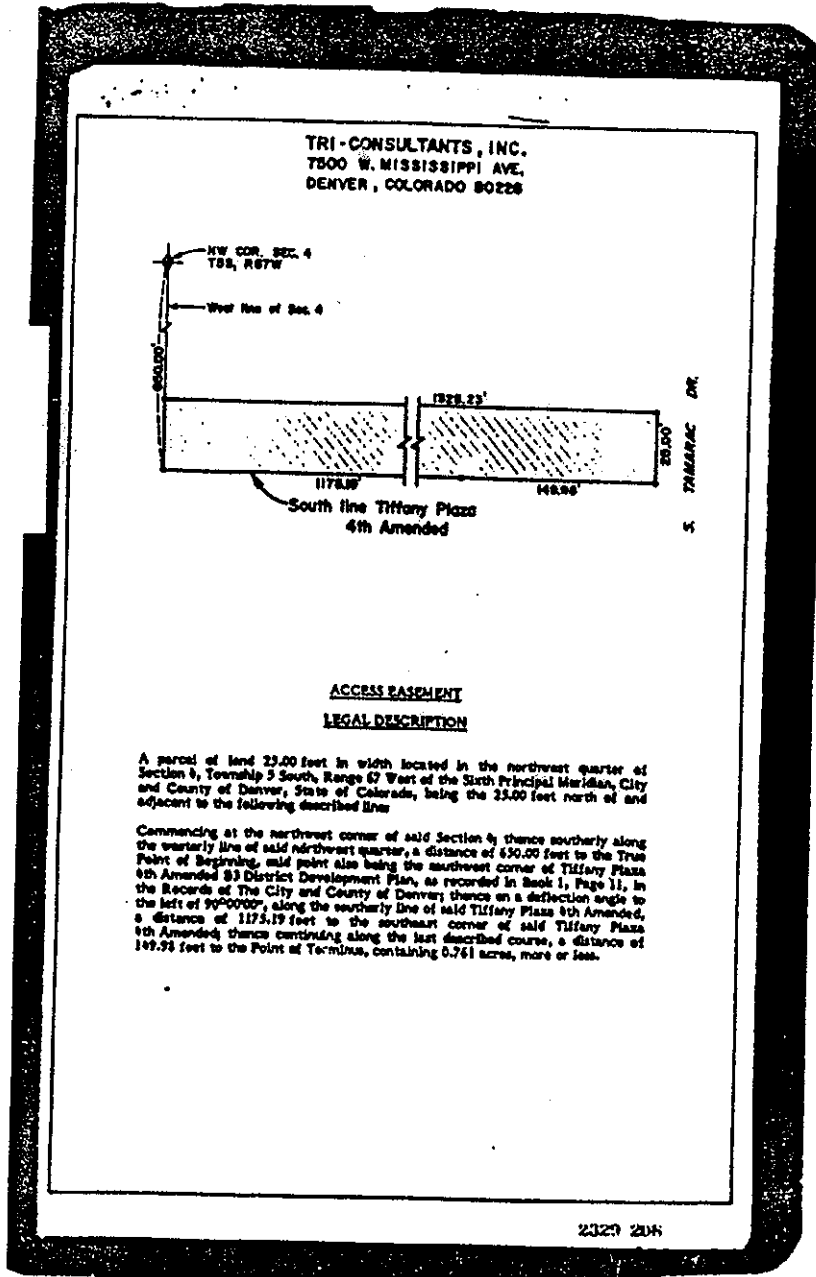 TRI-CONSULTANTS, INC.
7500 W. MISSISSIPPI AVE.
DENVER, COLORADO 80226
NW COR. SEC. 4
T5S, R67W
West line of Sec. 4
650.00'
1325.23'
25.00'
S. TAMARAC DR.
1175.19'
149.98'
South line Tiffany Plaza
4th Amended
ACCESS EASEMENT
LEGAL DESCRIPTION
A parcel of land 25.00 feet in width located in the northwest quarter of
Section 4, Township 5 South, Range 67 West of the Sixth Principal Meridian, City
and County of Denver, State of Colorado, being the 25.00 feet north of and
adjacent to the following described line:
Commencing at the northwest corner of said Section 4; thence southerly along
the westerly line of said northwest quarter, a distance of 650.00 feet to the True
Point of Beginning, said point also being the southwest corner of Tiffany Plaza
4th Amended B3 District Development Plan, as recorded in Book 1, Page 11, in
the Records of The City and County of Denver; thence on a deflection angle to
the left of 90°00'00", along the southerly line of said Tiffany Plaza 4th Amended,
a distance of 1175.19 feet to the southeast corner of said Tiffany Plaza
4th Amended; thence continuing along the last described course, a distance of
149.98 feet to the Point of Terminus, containing 0.761 acres, more or less.
2329 206